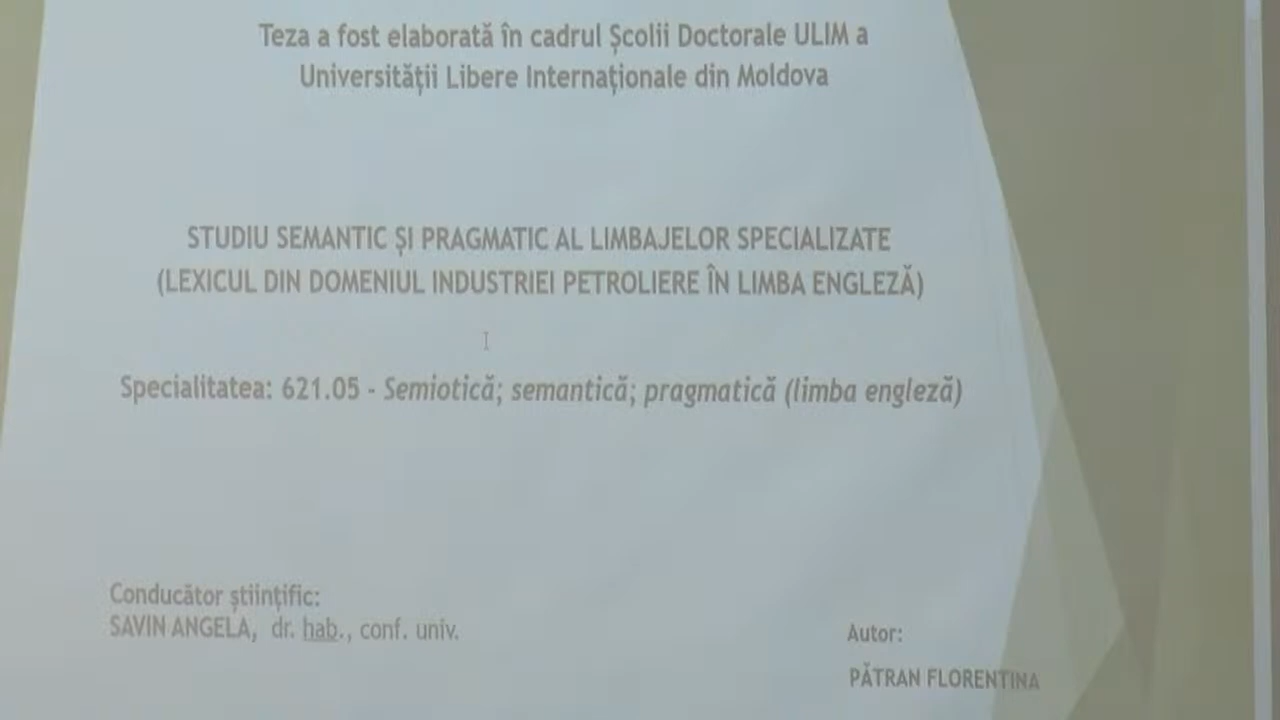 Teza a fost elaborată în cadrul Școlii Doctorale ULIM a
Universității Libere Internaționale din Moldova
STUDIU SEMANTIC ȘI PRAGMATIC AL LIMBAJELOR SPECIALIZATE
(LEXICUL DIN DOMENIUL INDUSTRIEI PETROLIERE ÎN LIMBA ENGLEZĂ)
Specialitatea: 621.05 - Semiotică; semantică; pragmatică (limba engleză)
Conducător științific:
SAVIN ANGELA, dr. hab., conf. univ.
Autor:
PĂTRAN FLORENTINA